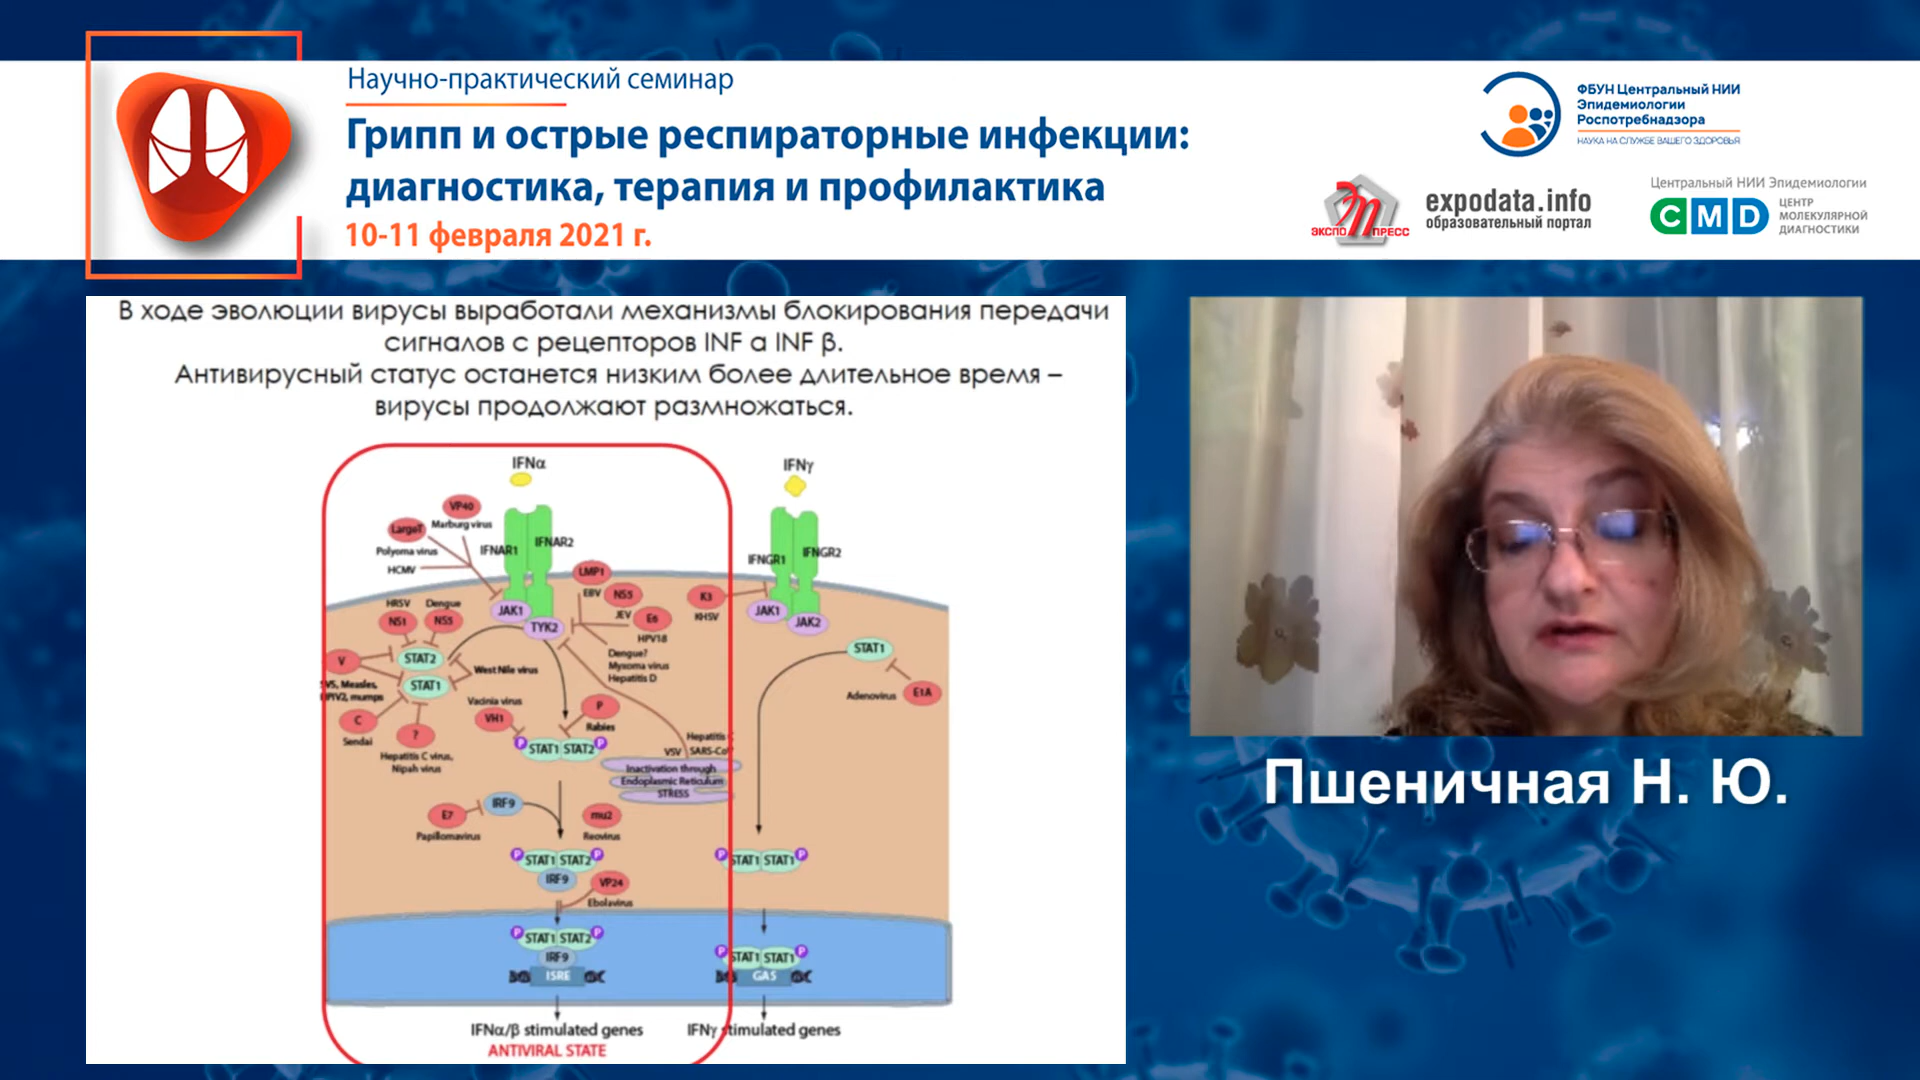 Научно-практический семинар
Грипп и острые респираторные инфекции:
диагностика, терапия и профилактика
10-11 февраля 2021 г.
ФБУН Центральный НИИ
Эпидемиологии
Роспотребнадзора
НАУКА НА СЛУЖБЕ ВАШЕГО ЗДОРОВЬЯ
ЭКСПО ПРЕСС
expodata.info
образовательный портал
Центральный НИИ Эпидемиологии
CMD
ЦЕНТР
МОЛЕКУЛЯРНОЙ
ДИАГНОСТИКИ
В ходе эволюции вирусы выработали механизмы блокирования передачи
сигналов с рецепторов INF α INF β.
Антивирусный статус останется низким более длительное время –
вирусы продолжают размножаться.
IFNα
IFNγ
VP40
Marburg virus
LargeT
Polyoma virus
HCMV
IFNAR1
IFNAR2
IFNGR1
IFNGR2
LMP1
EBV
NS5
JEV
E6
HPV18
K3
KHSV
JAK1
TYK2
JAK1
JAK2
HRSV
Dengue
NS1
NS5
STAT2
STAT1
V
SV5, Measles,
HPIV2, mumps
West Nile virus
Dengue?
Myxoma virus
Hepatitis D
STAT1
Adenovirus
E1A
C
Sendai
?
Hepatitis C virus,
Nipah virus
Vacinia virus
VH1
P
Rabies
P STAT1 STAT2 P
Hepatitis
VSV
SARS-CoV
Inactivation through
Endoplasmic Reticulum
STRESS
E7
Papillomavirus
IRF9
mu2
Reovirus
P STAT1 STAT2 P
IRF9
VP24
Ebolavirus
P STAT1 STAT1 P
P STAT1 STAT2 P
IRF9
ISRE
P STAT1 STAT1 P
GAS
IFNα/β stimulated genes
IFNγ stimulated genes
ANTIVIRAL STATE
Пшеничная Н. Ю.